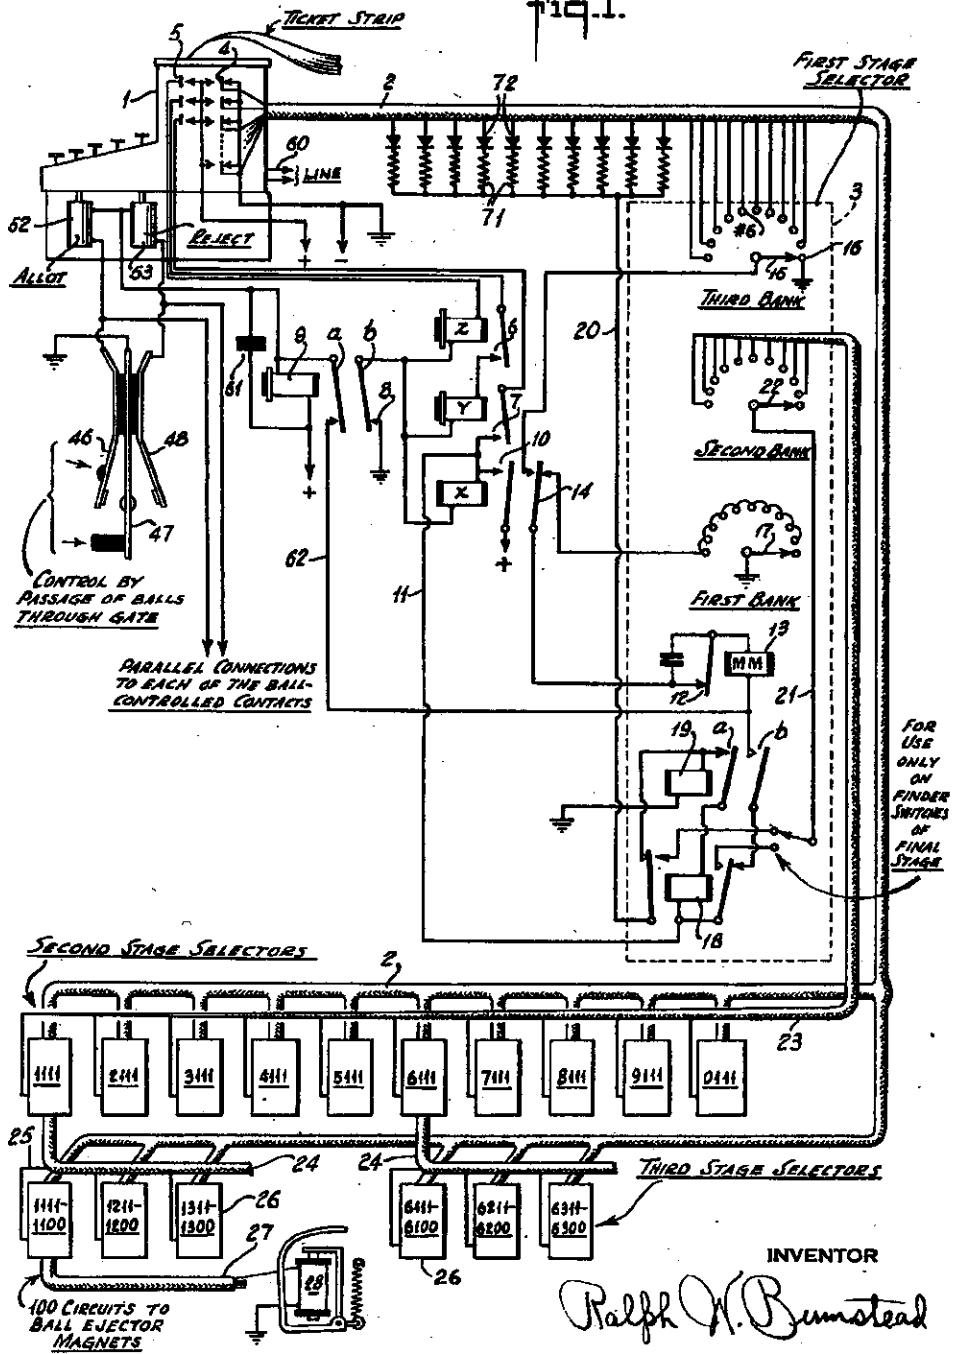 Fig.1.
TICKET STRIP
5
4
1
2
72
FIRST STAGE
SELECTOR
60
LINE
71
3
52
REJECT
53
ALLOT
+
-
#6
15
16
THIRD BANK
20
61
9
a
b
8
Z
6
Y
7
10
X
14
22
SECOND BANK
46
48
47
+
62
11
+
17
FIRST BANK
CONTROL BY
PASSAGE OF BALLS
THROUGH GATE
PARALLEL CONNECTIONS
TO EACH OF THE BALL-
CONTROLLED CONTACTS
13
MM
12
21
19
a
b
18
FOR
USE
ONLY
ON
FINDER
SWITCHES
OF
FINAL
STAGE
SECOND STAGE SELECTORS
2
23
1111
2111
3111
4111
5111
6111
7111
8111
9111
0111
25
24
24
THIRD STAGE SELECTORS
1111-
1100
1211-
1200
1311-
1300
26
6111-
6100
6211-
6200
6311-
6300
26
27
28
100 CIRCUITS TO
BALL EJECTOR
MAGNETS
INVENTOR
Ralph W. Bumstead